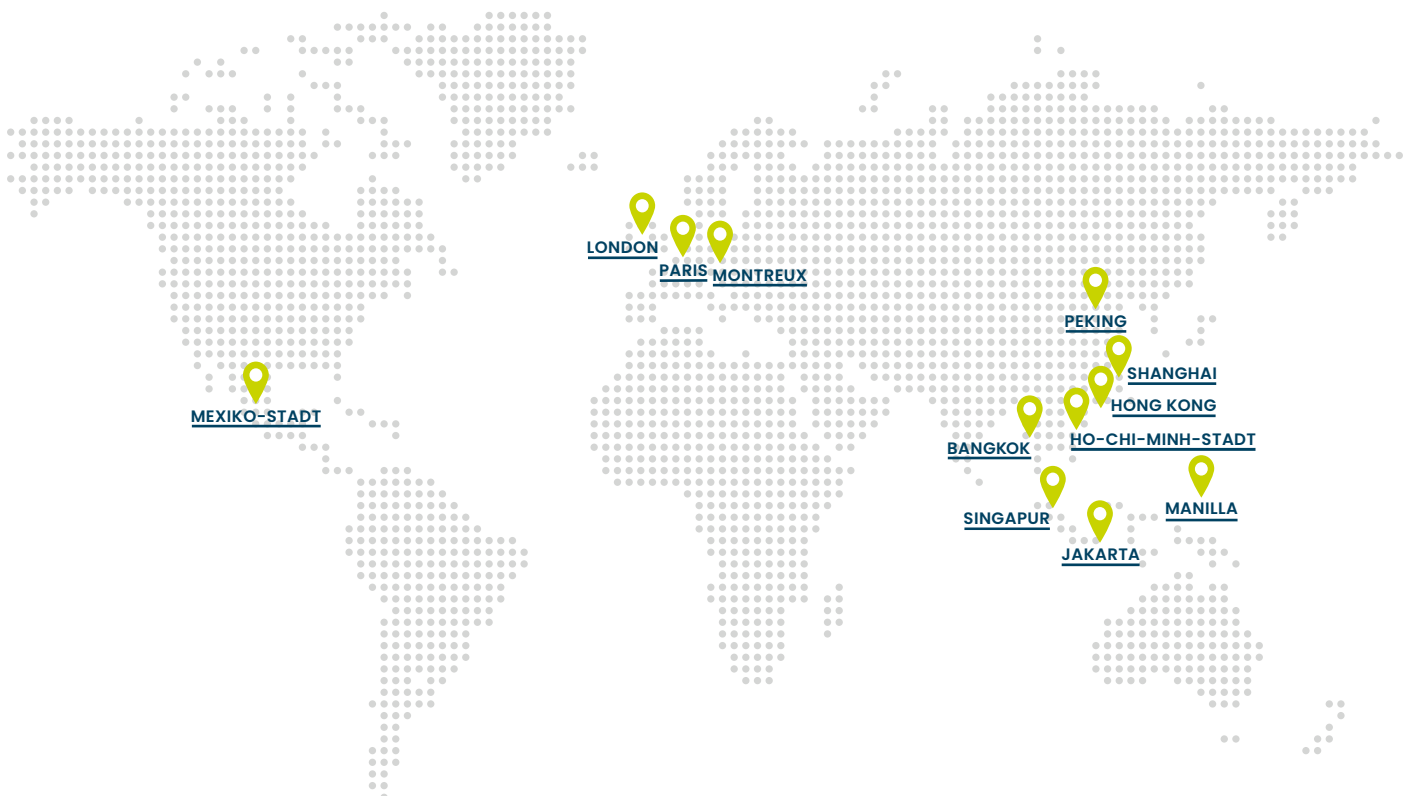 LONDON
PARIS
MONTREUX
PEKING
SHANGHAI
HONG KONG
MEXIKO-STADT
HO-CHI-MINH-STADT
BANGKOK
MANILLA
SINGAPUR
JAKARTA